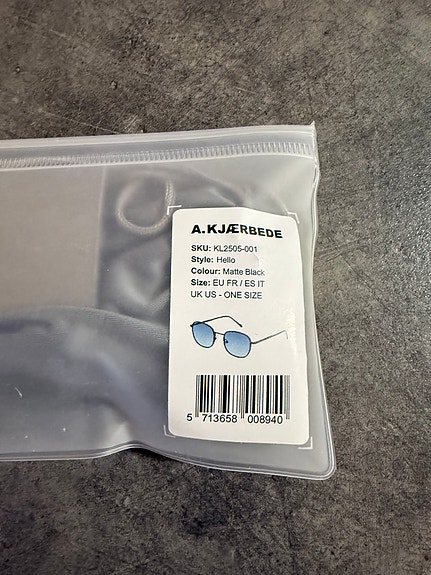 A.KJÆRBEDE
SKU: KL2505-001
Style: Hello
Colour: Matte Black
Size: EU FR / ES IT
UK US - ONE SIZE
5 713658 008940